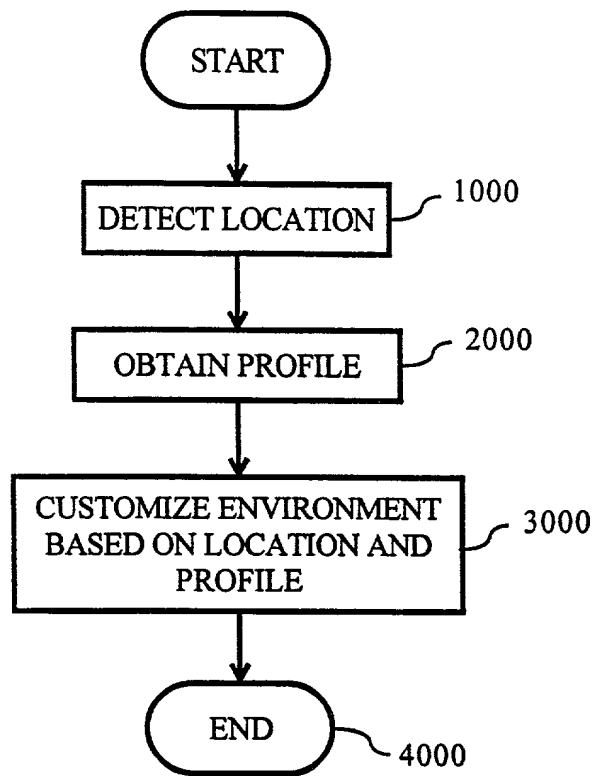 START
DETECT LOCATION
1000
OBTAIN PROFILE
2000
CUSTOMIZE ENVIRONMENT
BASED ON LOCATION AND
PROFILE
3000
END
4000